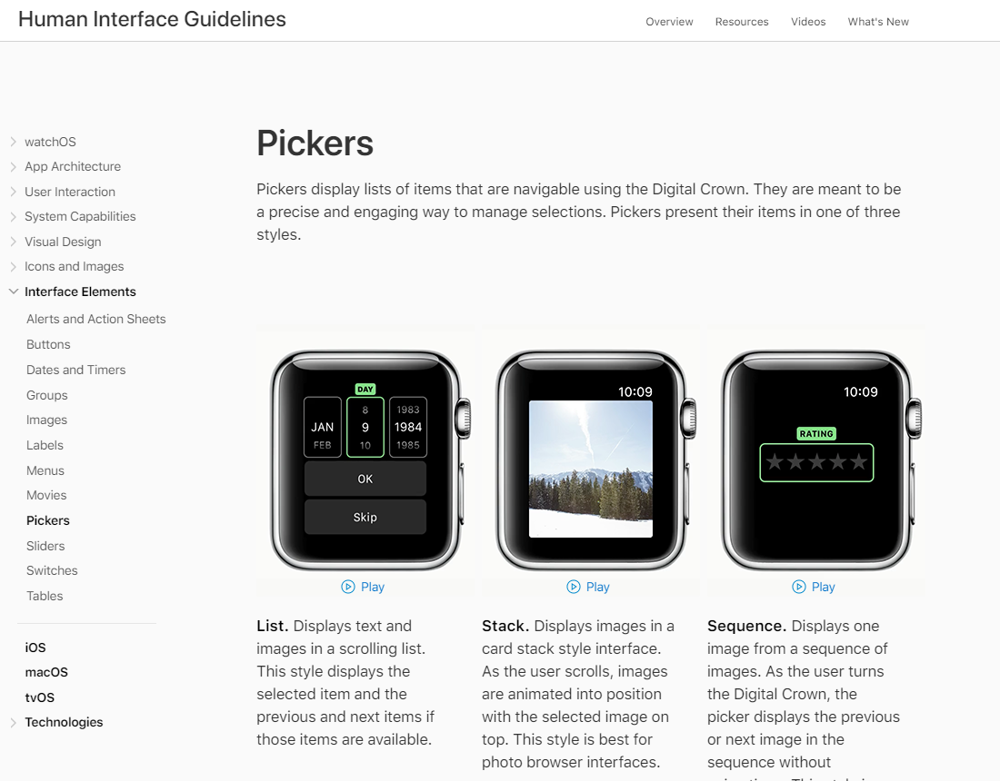 Human Interface Guidelines
Overview
Resources
Videos
What's New
watchOS
App Architecture
User Interaction
System Capabilities
Visual Design
Icons and Images
Interface Elements
Alerts and Action Sheets
Buttons
Dates and Timers
Groups
Images
Labels
Menus
Movies
Pickers
Sliders
Switches
Tables
iOS
macOS
tvOS
Technologies
Pickers
Pickers display lists of items that are navigable using the Digital Crown. They are meant to be
a precise and engaging way to manage selections. Pickers present their items in one of three
styles.
DAY
8 1983
JAN 9 1984
FEB 10 1985
OK
Skip
Play
List. Displays text and
images in a scrolling list.
This style displays the
selected item and the
previous and next items if
those items are available.
10:09
Play
Stack. Displays images in a
card stack style interface.
As the user scrolls, images
are animated into position
with the selected image on
top. This style is best for
photo browser interfaces.
10:09
RATING
Play
Sequence. Displays one
image from a sequence of
images. As the user turns
the Digital Crown, the
picker displays the previous
or next image in the
sequence without